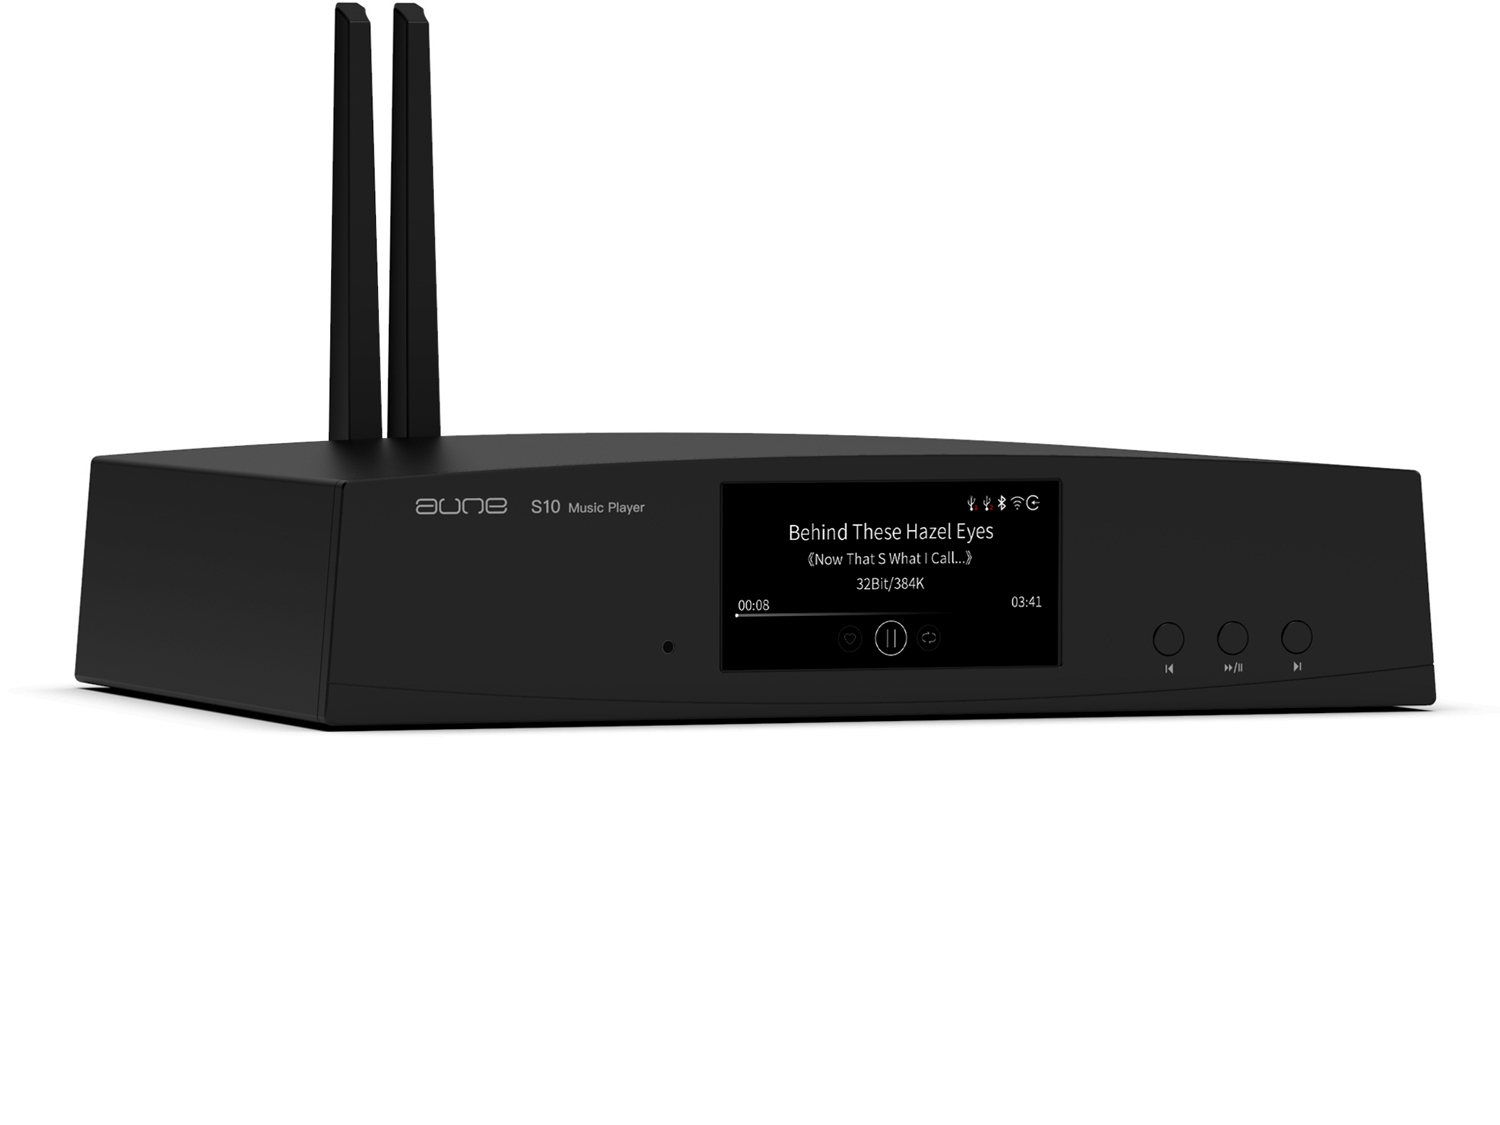 aune S10 Music Player
Behind These Hazel Eyes
《Now That S What I Call...》
32Bit/384K
00:08 03:41